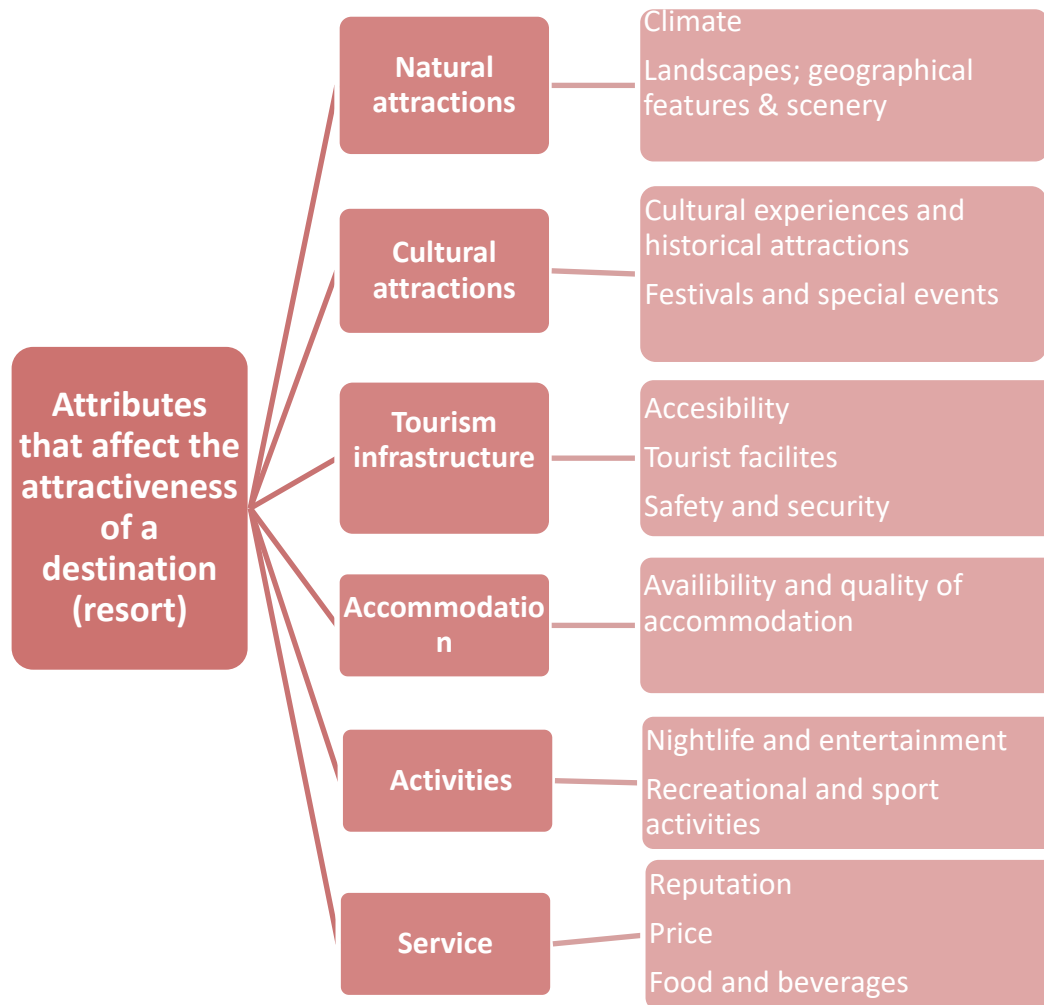 Attributes
that affect the
attractiveness
of a
destination
(resort)
Natural
attractions
Climate
Landscapes; geographical
features & scenery
Cultural
attractions
Cultural experiences and
historical attractions
Festivals and special events
Tourism
infrastructure
Accesibility
Tourist facilites
Safety and security
Accommodatio
n
Availibility and quality of
accommodation
Activities
Nightlife and entertainment
Recreational and sport
activities
Service
Reputation
Price
Food and beverages